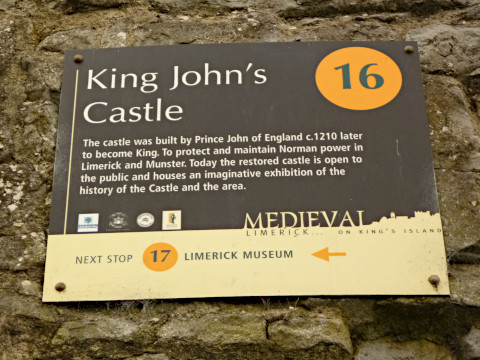 King John's
Castle
16
The castle was built by Prince John of England c.1210 later
to become King. To protect and maintain Norman power in
Limerick and Munster. Today the restored castle is open to
the public and houses an imaginative exhibition of the
history of the Castle and the area.
MEDIEVAL
LIMERICK... ON KING'S ISLAND
NEXT STOP 17 LIMERICK MUSEUM